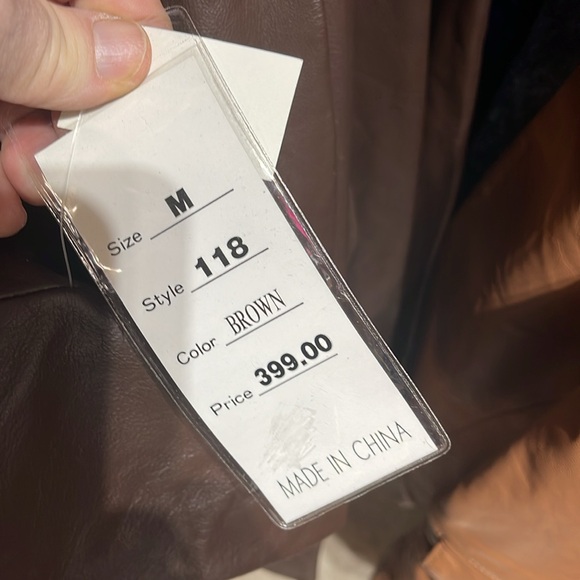 Size M
Style 118
Color BROWN
Price 399.00
MADE IN CHINA